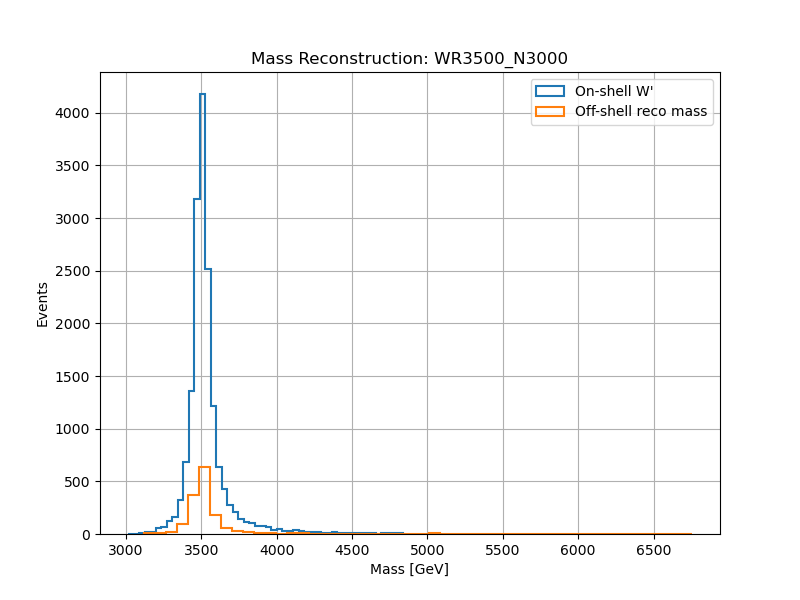 Mass Reconstruction: WR3500_N3000
On-shell W'
Off-shell reco mass
4000
3500
3000
2500
2000
1500
1000
500
0
Events
3000 3500 4000 4500 5000 5500 6000 6500
Mass [GeV]